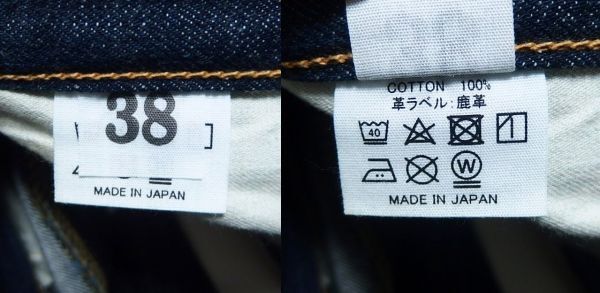 38
MADE IN JAPAN
COTTON 100%
革ラベル：鹿革
40
W
MADE IN JAPAN